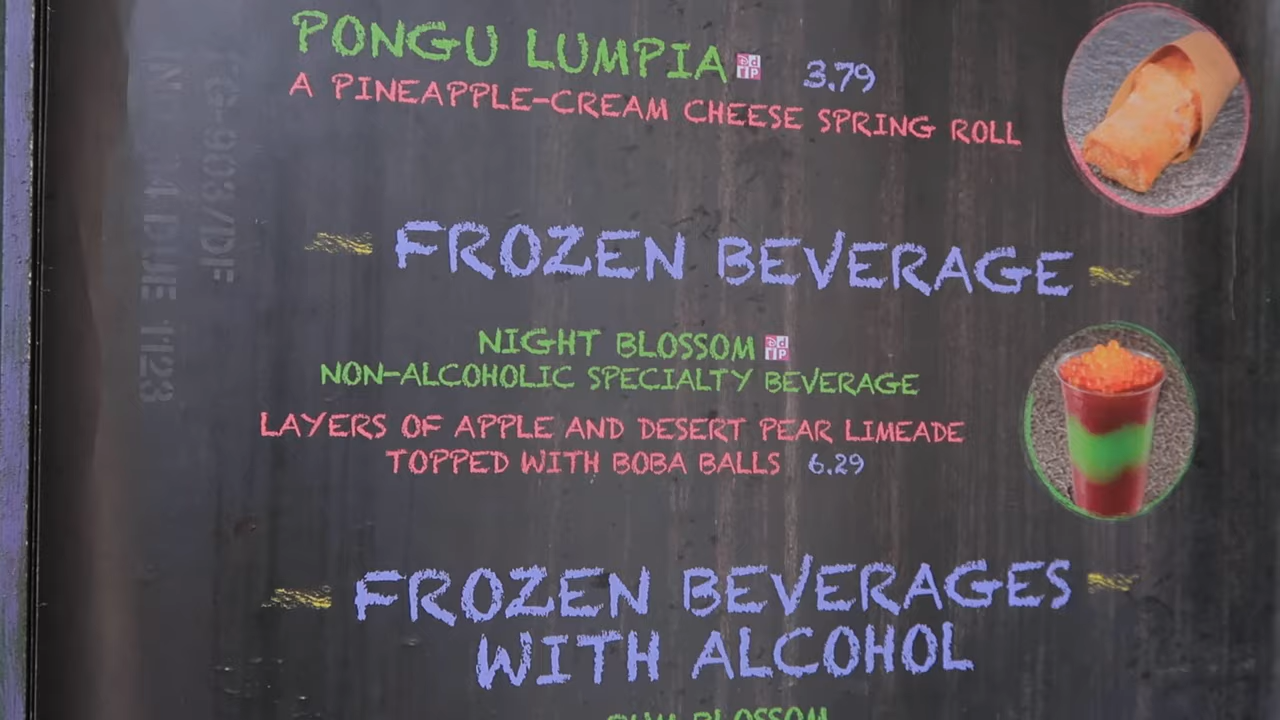 PONGU LUMPIA 3.79
A PINEAPPLE-CREAM CHEESE SPRING ROLL
FROZEN BEVERAGE
NIGHT BLOSSOM
NON-ALCOHOLIC SPECIALTY BEVERAGE
LAYERS OF APPLE AND DESERT PEAR LIMEADE
TOPPED WITH BOBA BALLS 6.29
FROZEN BEVERAGES
WITH ALCOHOL
BLOSSOM